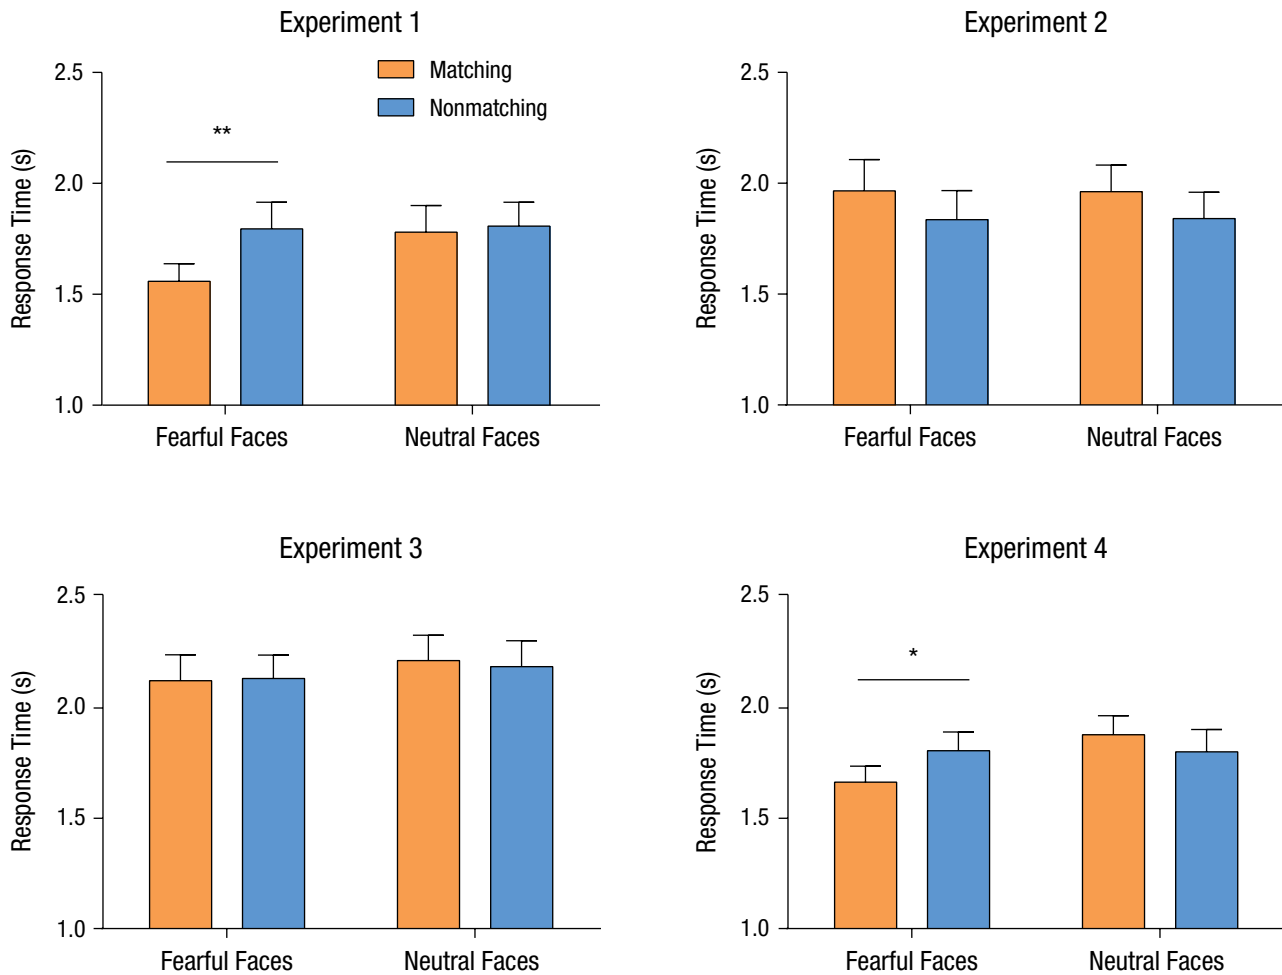 Experiment 1
Response Time (s)
2.5
2.0
1.5
1.0
Matching
Nonmatching
**
Fearful Faces
Neutral Faces
Experiment 2
Response Time (s)
2.5
2.0
1.5
1.0
Fearful Faces
Neutral Faces
Experiment 3
Response Time (s)
2.5
2.0
1.5
1.0
Fearful Faces
Neutral Faces
Experiment 4
Response Time (s)
2.5
2.0
1.5
1.0
*
Fearful Faces
Neutral Faces